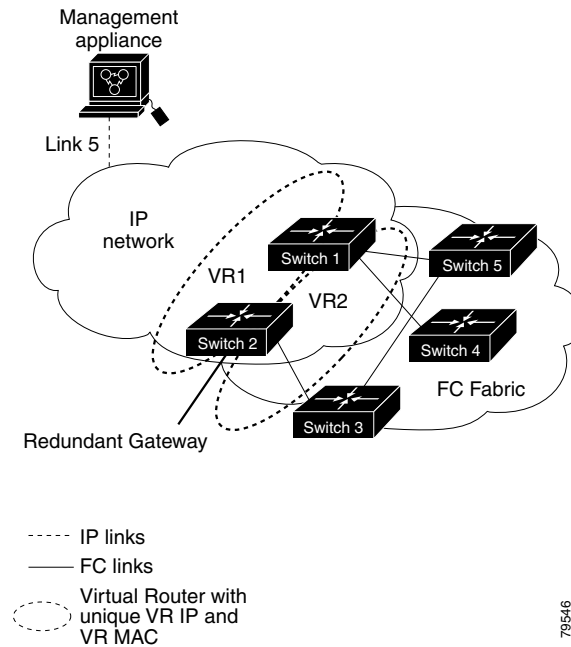 Management
appliance
Link 5
IP
network
Switch 1
Switch 5
VR1
VR2
Switch 2
Switch 4
FC Fabric
Switch 3
Redundant Gateway
IP links
FC links
Virtual Router with
unique VR IP and
VR MAC
79546